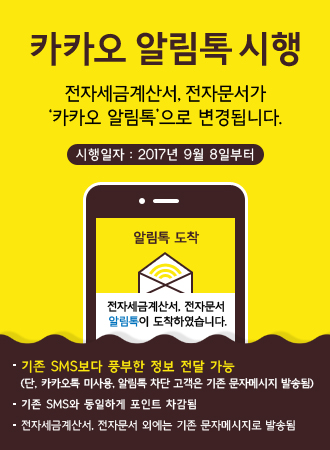 카카오 알림톡 시행
전자세금계산서, 전자문서가
'카카오 알림톡'으로 변경됩니다.
시행일자 : 2017년 9월 8일부터
알림톡 도착
전자세금계산서, 전자문서
알림톡이 도착하였습니다.
- 기존 SMS보다 풍부한 정보 전달 가능
(단, 카카오톡 미사용, 알림톡 차단 고객은 기존 문자메시지 발송됨)
- 기존 SMS와 동일하게 포인트 차감됨
- 전자세금계산서, 전자문서 외에는 기존 문자메시지로 발송됨